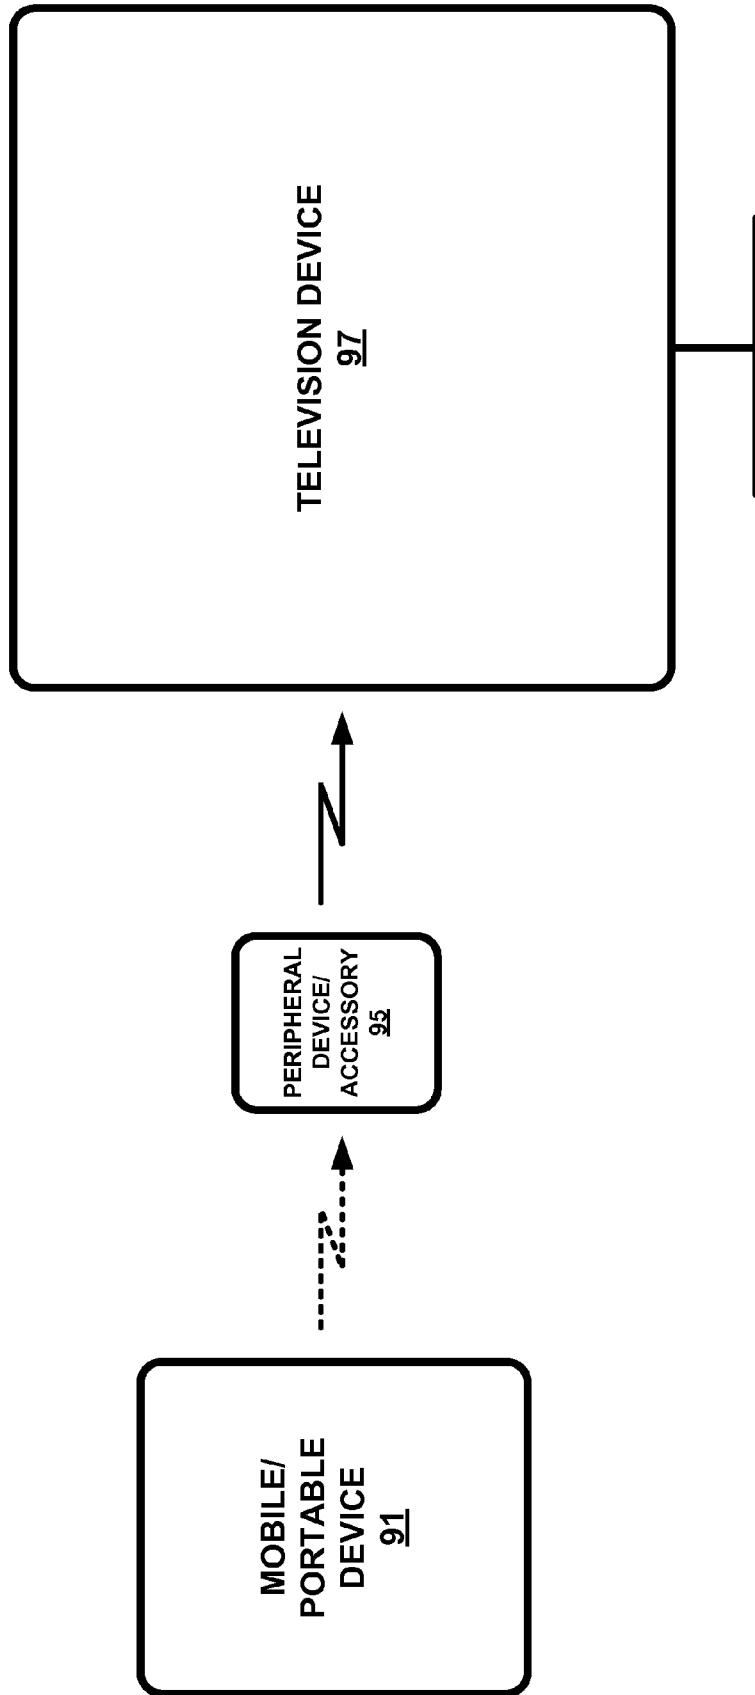 MOBILE/
PORTABLE
DEVICE
91
PERIPHERAL
DEVICE/
ACCESSORY
95
TELEVISION DEVICE
97